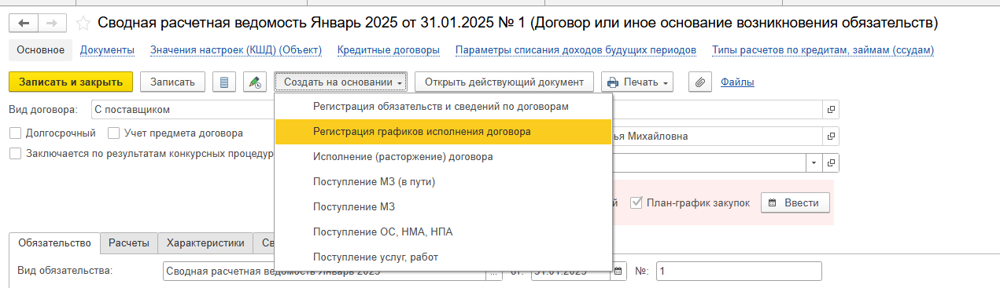 Сводная расчетная ведомость Январь 2025 от 31.01.2025 № 1 (Договор или иное основание возникновения обязательств)
Основное Документы Значения настроек (КШД) (Объект) Кредитные договоры Параметры списания доходов будущих периодов Типы расчетов по кредитам, займам (ссудам)
Записать и закрыть Записать Создать на основании Открыть действующий документ Печать Файлы
Вид договора: С поставщиком
Регистрация обязательств и сведений по договорам
Долгосрочный Учет предмета договора
Регистрация графиков исполнения договора
Михайловна
Заключается по результатам конкурсных процедур
Исполнение (расторжение) договора
Поступление МЗ (в пути)
Поступление МЗ
План-график закупок Ввести
Поступление ОС, НМА, НПА
Поступление услуг, работ
Обязательство Расчеты Характеристики
Вид обязательства: Сводная расчетная ведомость Январь 2025 ... от: 31.01.2025 №: 1